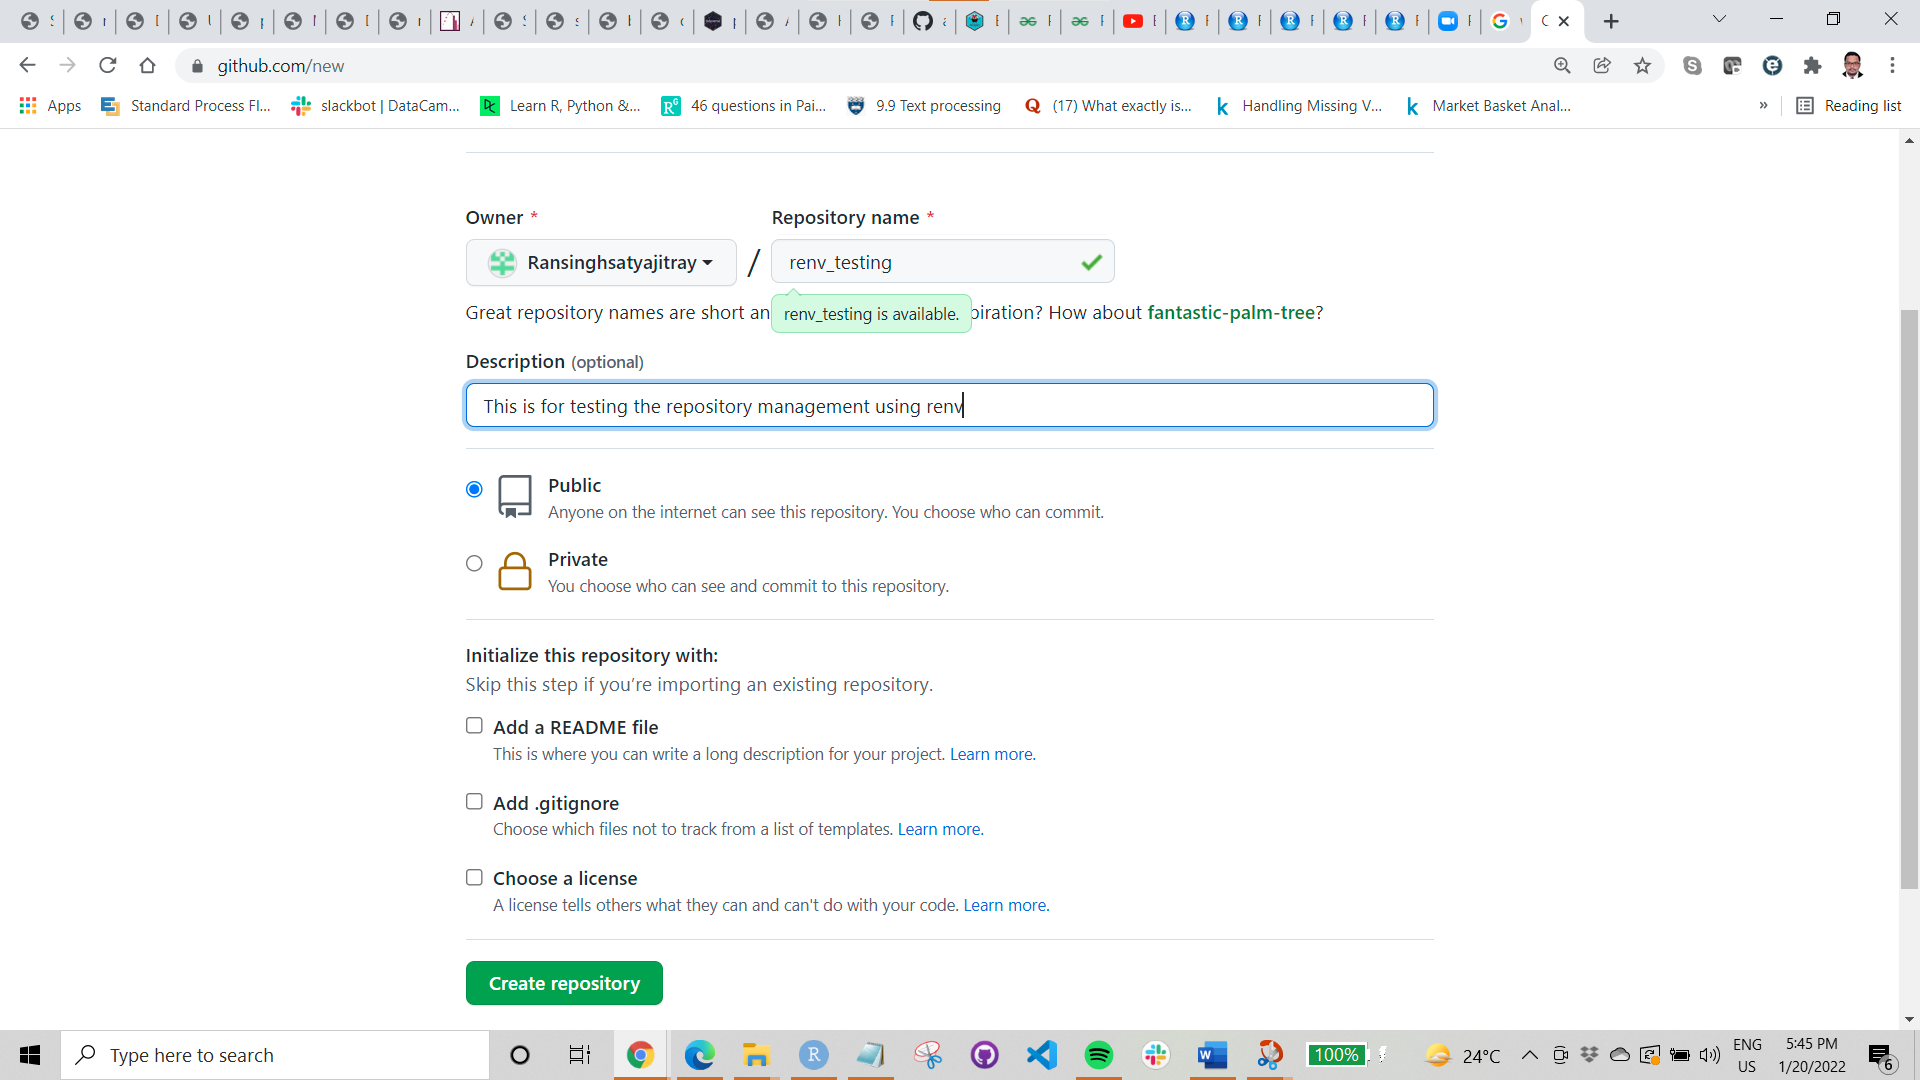 github.com/new
Apps
Standard Process Fl...
slackbot | DataCam...
Learn R, Python &...
46 questions in Pai...
9.9 Text processing
(17) What exactly is...
Handling Missing V...
Market Basket Anal...
»
Reading list
Owner *
Repository name *
Ransinghsatyajitray
/
renv_testing
Great repository names are short an
renv_testing is available.
piration? How about fantastic-palm-tree?
Description (optional)
This is for testing the repository management using renv
Public
Anyone on the internet can see this repository. You choose who can commit.
Private
You choose who can see and commit to this repository.
Initialize this repository with:
Skip this step if you’re importing an existing repository.
Add a README file
This is where you can write a long description for your project. Learn more.
Add .gitignore
Choose which files not to track from a list of templates. Learn more.
Choose a license
A license tells others what they can and can't do with your code. Learn more.
Create repository
Type here to search
100%
24°C
ENG
US
5:45 PM
1/20/2022
6